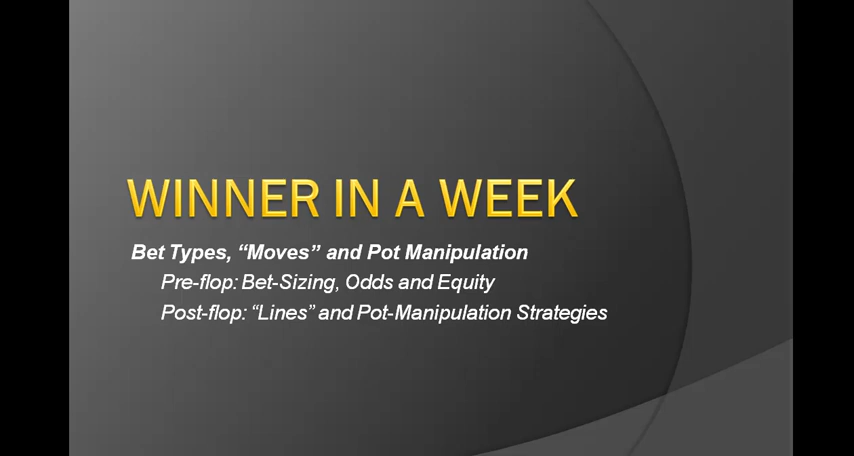 WINNER IN A WEEK
Bet Types, “Moves” and Pot Manipulation
Pre-flop: Bet-Sizing, Odds and Equity
Post-flop: “Lines” and Pot-Manipulation Strategies